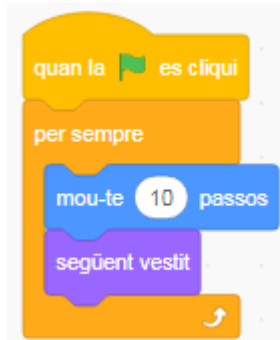 quan la es cliqui
per sempre
mou-te 10 passos
següent vestit